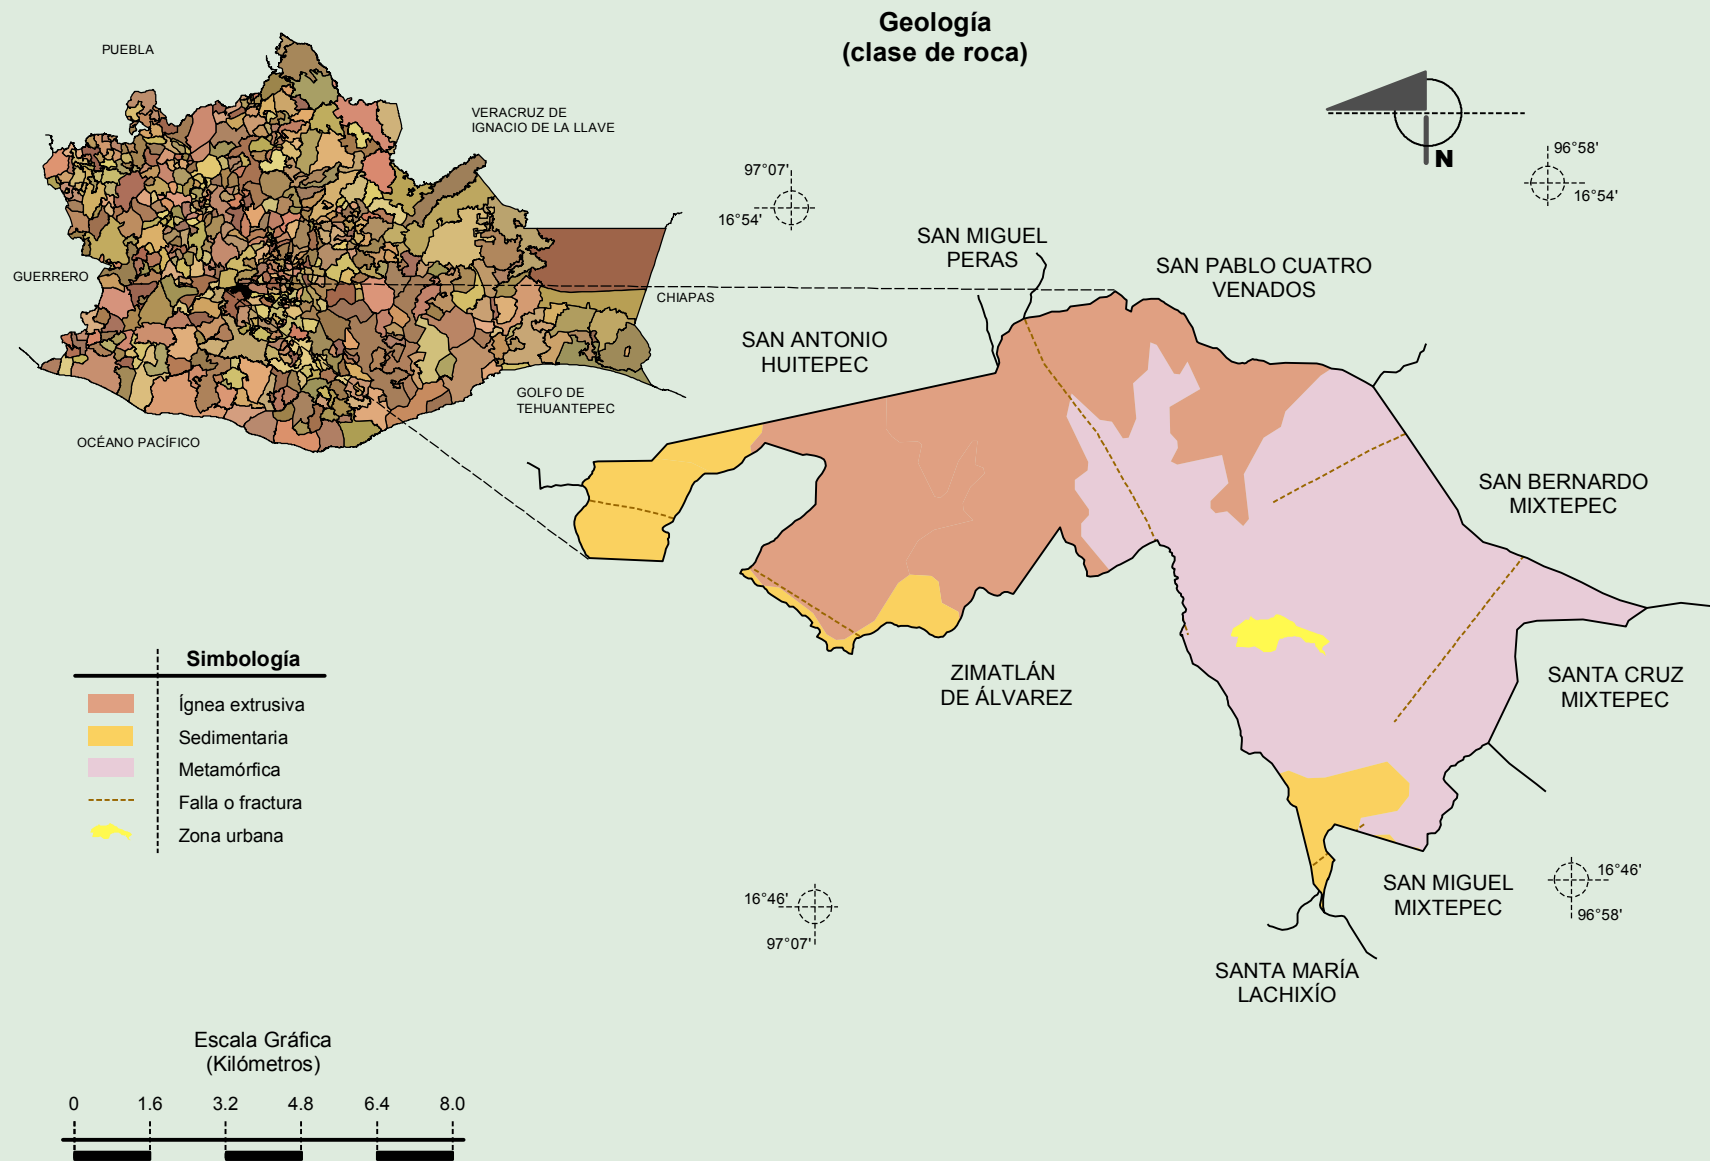 Geología
(clase de roca)
PUEBLA
VERACRUZ DE
IGNACIO DE LA LLAVE
GUERRERO
CHIAPAS
GOLFO DE
TEHUANTEPEC
OCÉANO PACÍFICO
N
97°07'
16°54'
96°58'
16°54'
SAN MIGUEL
PERAS
SAN PABLO CUATRO
VENADOS
SAN ANTONIO
HUITEPEC
SAN BERNARDO
MIXTEPEC
ZIMATLÁN
DE ÁLVAREZ
SANTA CRUZ
MIXTEPEC
SAN MIGUEL
MIXTEPEC
SANTA MARÍA
LACHIXÍO
16°46'
97°07'
16°46'
96°58'
Simbología
Ígnea extrusiva
Sedimentaria
Metamórfica
Falla o fractura
Zona urbana
Escala Gráfica
(Kilómetros)
0 1.6 3.2 4.8 6.4 8.0